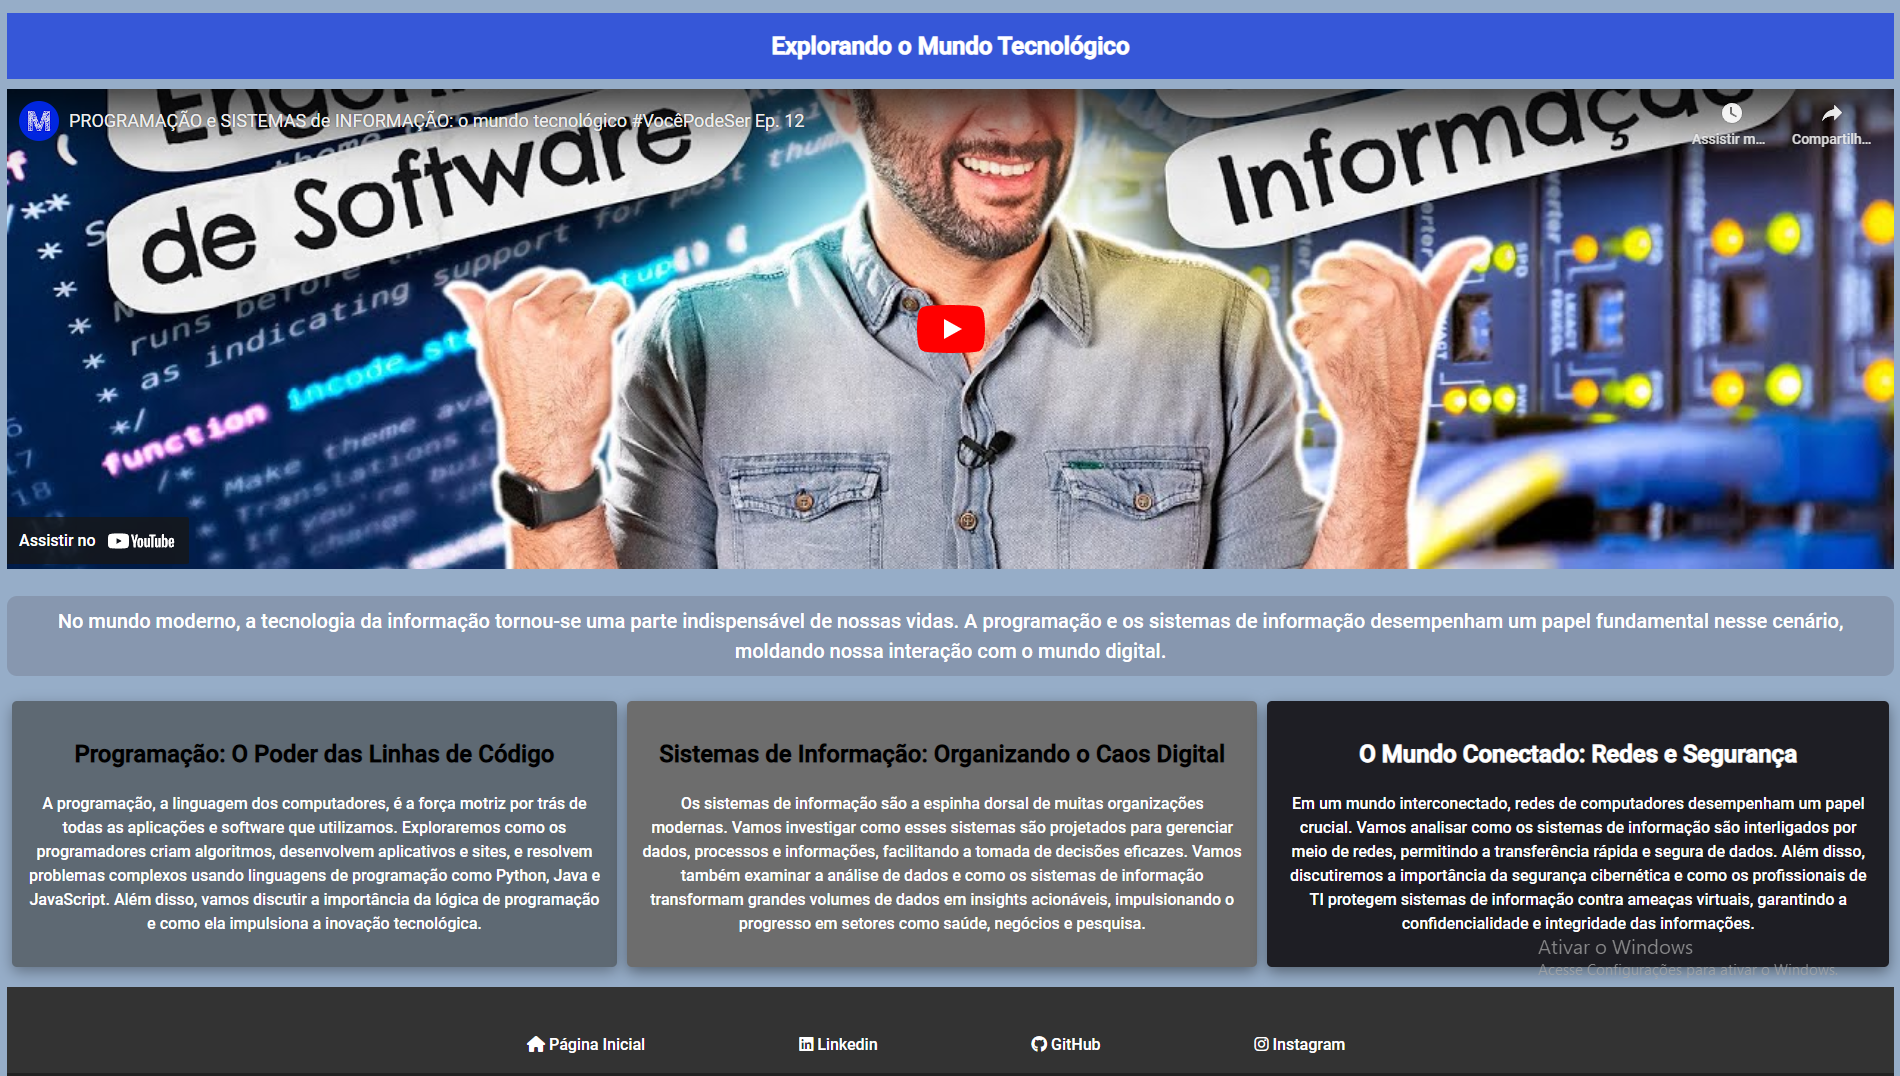 Explorando o Mundo Tecnológico
PROGRAMAÇÃO e SISTEMAS de INFORMAÇÃO: o mundo tecnológico #VocêPodeSer Ep. 12
Assistir m...
Compartilh...
de Software
Informação
support for post
runs before
as indicating
function
/* Make theme
* Translations
* If you're
to change
Assistir no YouTube
No mundo moderno, a tecnologia da informação tornou-se uma parte indispensável de nossas vidas. A programação e os sistemas de informação desempenham um papel fundamental nesse cenário,
moldando nossa interação com o mundo digital.
Programação: O Poder das Linhas de Código
A programação, a linguagem dos computadores, é a força motriz por trás de
todas as aplicações e software que utilizamos. Exploraremos como os
programadores criam algoritmos, desenvolvem aplicativos e sites, e resolvem
problemas complexos usando linguagens de programação como Python, Java e
JavaScript. Além disso, vamos discutir a importância da lógica de programação
e como ela impulsiona a inovação tecnológica.
Sistemas de Informação: Organizando o Caos Digital
Os sistemas de informação são a espinha dorsal de muitas organizações
modernas. Vamos investigar como esses sistemas são projetados para gerenciar
dados, processos e informações, facilitando a tomada de decisões eficazes. Vamos
também examinar a análise de dados e como os sistemas de informação
transformam grandes volumes de dados em insights acionáveis, impulsionando o
progresso em setores como saúde, negócios e pesquisa.
O Mundo Conectado: Redes e Segurança
Em um mundo interconectado, redes de computadores desempenham um papel
crucial. Vamos analisar como os sistemas de informação são interligados por
meio de redes, permitindo a transferência rápida e segura de dados. Além disso,
discutiremos a importância da segurança cibernética e como os profissionais de
TI protegem sistemas de informação contra ameaças virtuais, garantindo a
confidencialidade e integridade das informações.
Ativar o Windows
Acesse Configurações para ativar o Windows.
Página Inicial
Linkedin
GitHub
Instagram